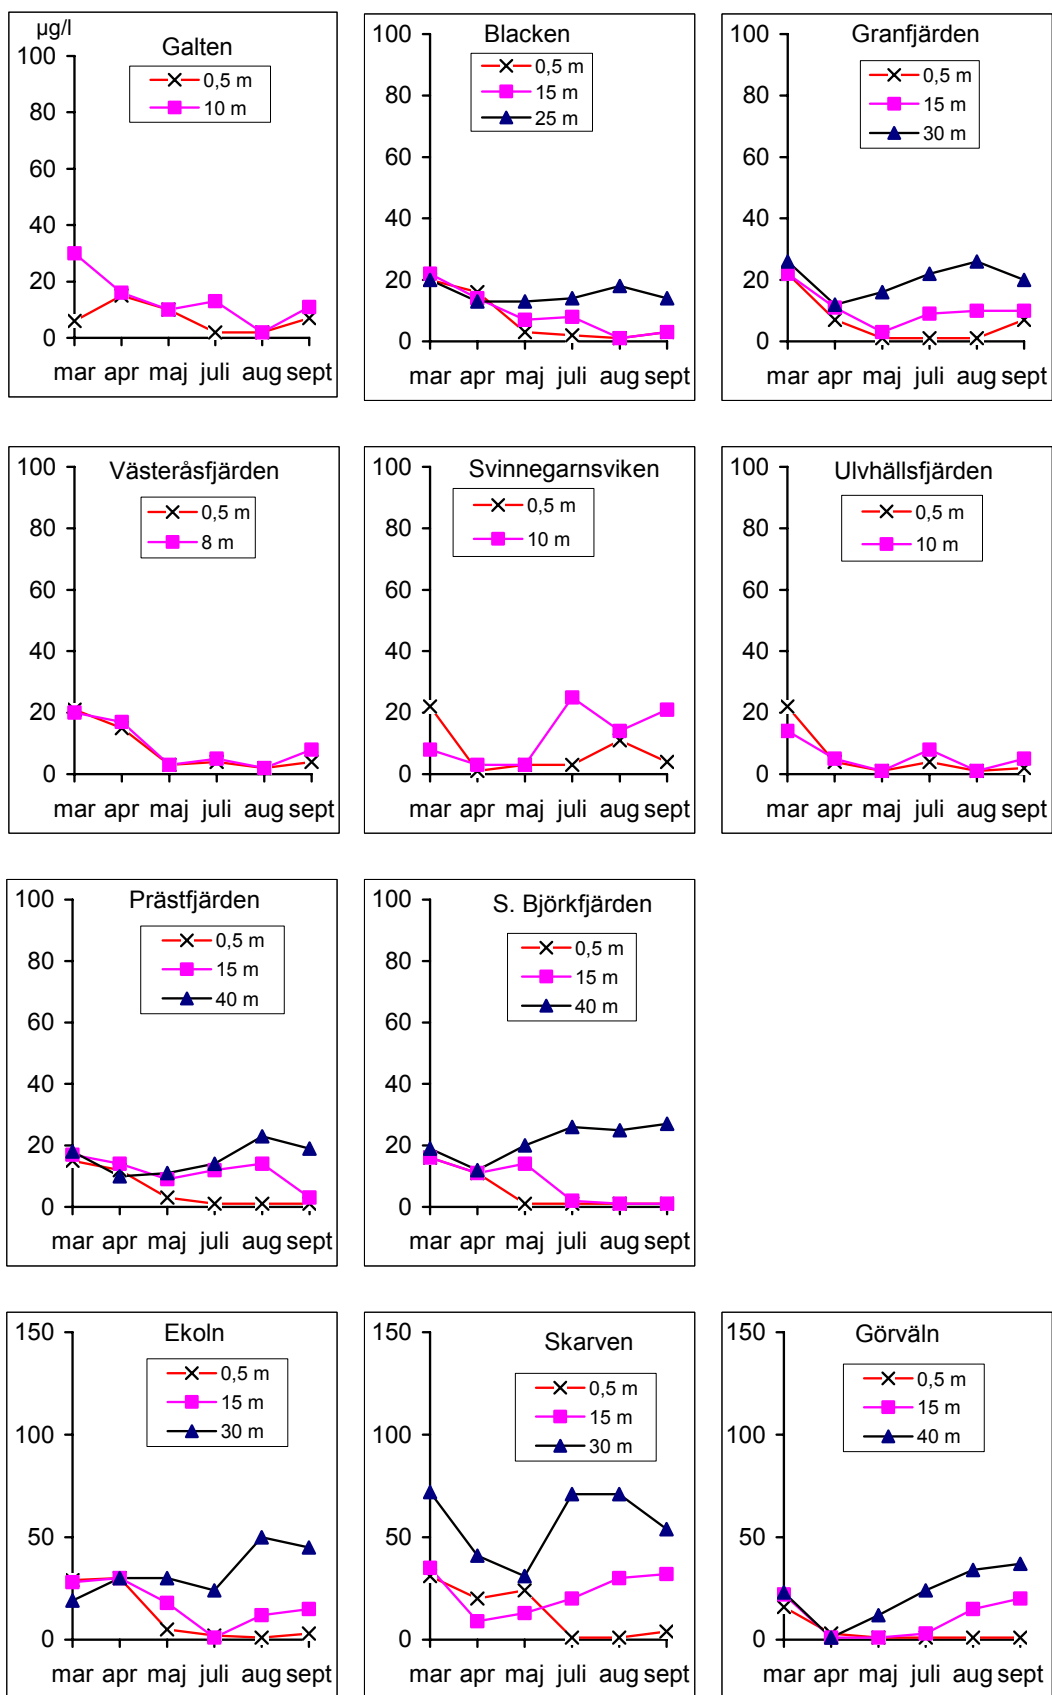 µg/l
Galten
0,5 m
10 m
100
80
60
40
20
0
mar apr maj juli aug sept
Blacken
0,5 m
15 m
25 m
100
80
60
40
20
0
mar apr maj juli aug sept
Granfjärden
0,5 m
15 m
30 m
100
80
60
40
20
0
mar apr maj juli aug sept
Västeråsfjärden
0,5 m
8 m
100
80
60
40
20
0
mar apr maj juli aug sept
Svinnegarnsviken
0,5 m
10 m
100
80
60
40
20
0
mar apr maj juli aug sept
Ulvhällsfjärden
0,5 m
10 m
100
80
60
40
20
0
mar apr maj juli aug sept
Prästfjärden
0,5 m
15 m
40 m
100
80
60
40
20
0
mar apr maj juli aug sept
S. Björkfjärden
0,5 m
15 m
40 m
100
80
60
40
20
0
mar apr maj juli aug sept
Ekoln
0,5 m
15 m
30 m
150
100
50
0
mar apr maj juli aug sept
Skarven
0,5 m
15 m
30 m
150
100
50
0
mar apr maj juli aug sept
Görväln
0,5 m
15 m
40 m
150
100
50
0
mar apr maj juli aug sept